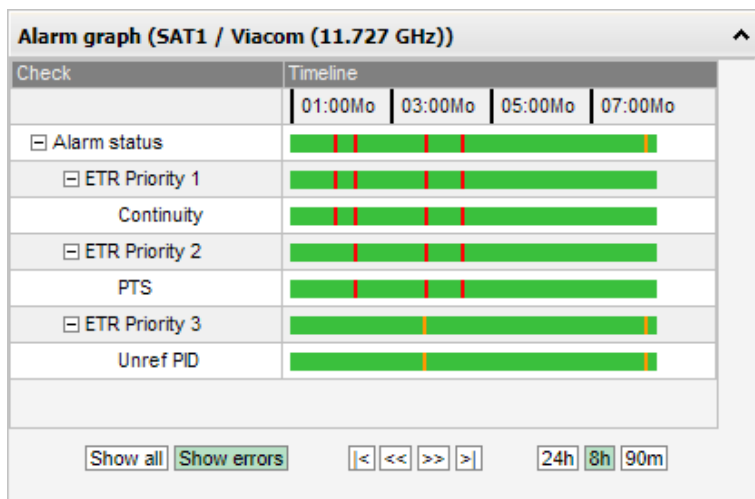 Alarm graph (SAT1 / Viacom (11.727 GHz))
Check Timeline
01:00Mo 03:00Mo 05:00Mo 07:00Mo
Alarm status
ETR Priority 1
Continuity
ETR Priority 2
PTS
ETR Priority 3
Unref PID
Show all Show errors |< << >> >| 24h 8h 90m